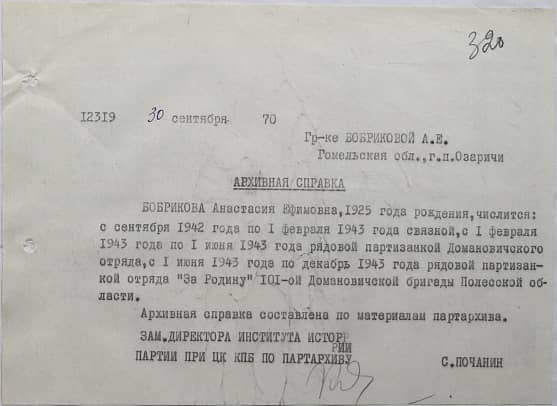 320
12319 30 сентября 70
Гр-ке БОБРИКОВОЙ А.Е.
Гомельская обл.,г.п.Озаричи
АРХИВНАЯ СПРАВКА
БОБРИКОВА Анастасия Ефимовна,1925 года рождения,числится:
с сентября 1942 года по I февраля 1943 года связной,с I февраля
1943 года по I июня 1943 года рядовой партизанкой Домановичского
отряда,с I июня 1943 года по декабрь 1943 года рядовой партизан-
кой отряда "За Родину" IOI-ой Домановичской бригады Полесской об-
ласти.
Архивная справка составлена по материалам партархива.
ЗАМ.ДИРЕКТОРА ИНСТИТУТА ИСТОРРИИ
ПАРТИИ ПРИ ЦК КПБ ПО ПАРТАРХИВУ С.ПОЧАНИН